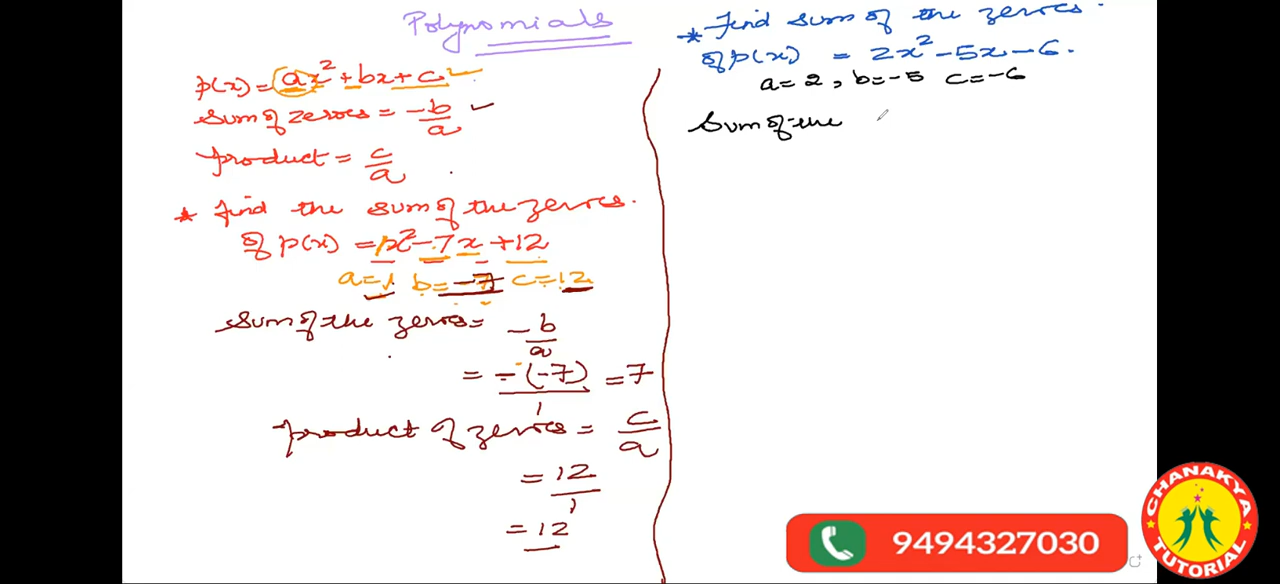 Polynomials
p(x) = ax² + bx + c
Sum of zeroes = -b/a
product = c/a
* find the sum of the zeroes.
of p(x) = x² - 7x + 12
a = 1 b = -7 c = 12
Sum of the zeros = -b/a
= -(-7)/1 = 7
product of zeroes = c/a
= 12/1
= 12
* Find sum of the zeroes.
of p(x) = 2x² - 5x - 6.
a = 2, b = -5 c = -6
Sum of the
CHANAKYA
TUTORIAL
9494327030